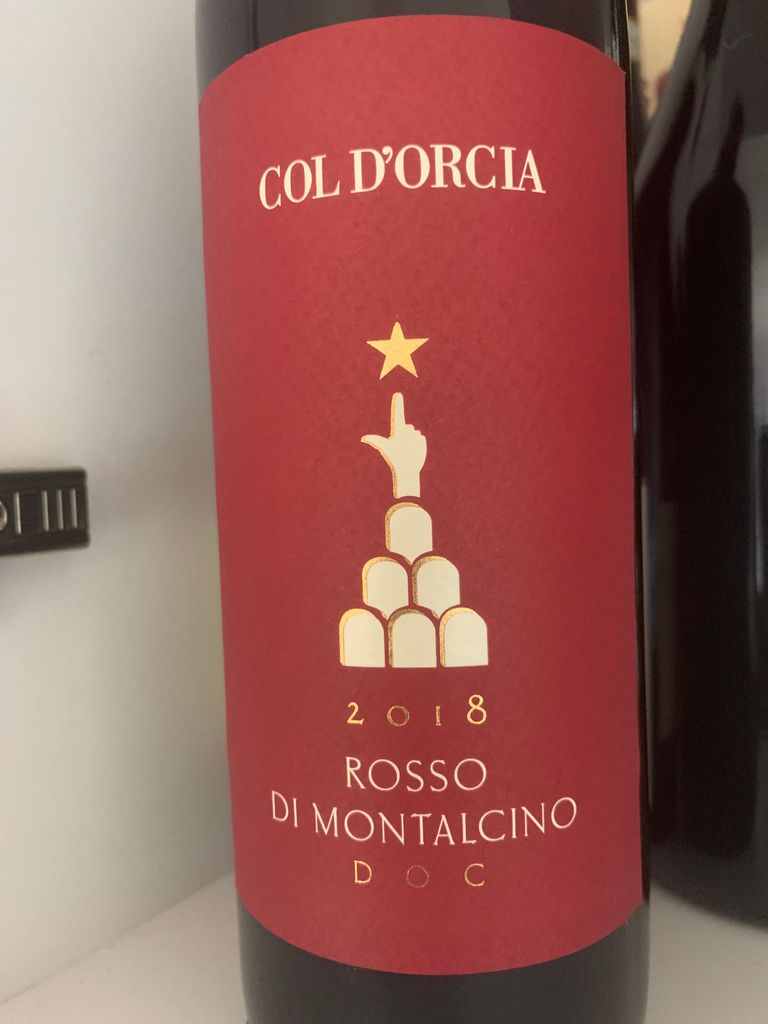 COL D'ORCIA
2018
ROSSO
DI MONTALCINO
DOC